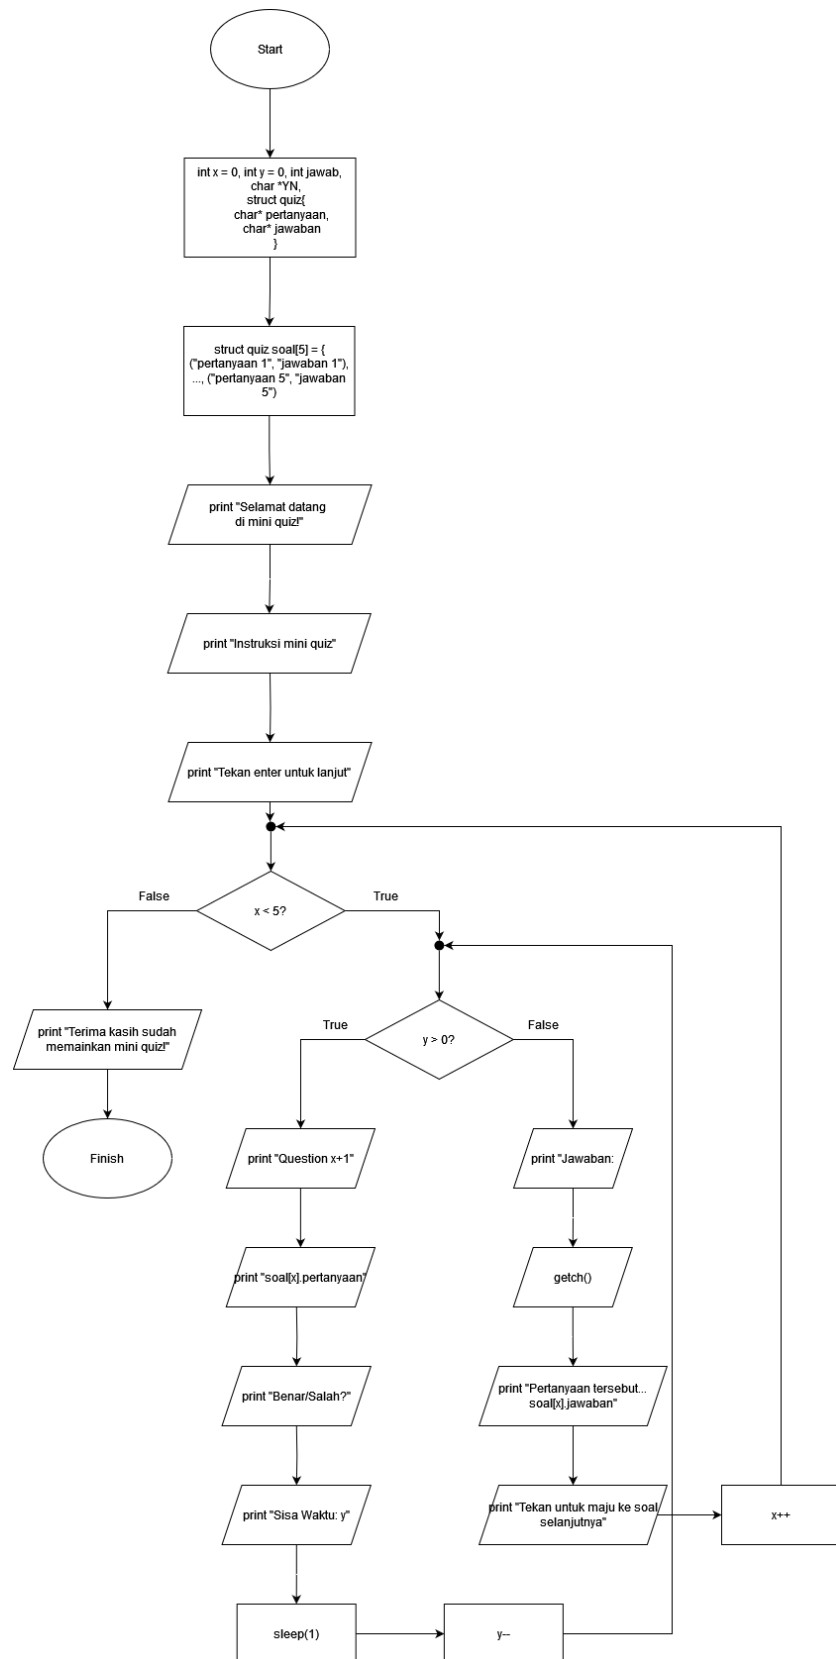 Start
int x = 0, int y = 0, int jawab,
char *YN,
struct quiz{
char* pertanyaan,
char* jawaban
}
struct quiz soal[5] = {
("pertanyaan 1", "jawaban 1"),
..., ("pertanyaan 5", "jawaban
5")
print "Selamat datang
di mini quiz!"
print "Instruksi mini quiz"
print "Tekan enter untuk lanjut"
False
True
x < 5?
print "Terima kasih sudah
memainkan mini quiz!"
Finish
True
False
y > 0?
print "Question x+1"
print "soal[x].pertanyaan"
print "Benar/Salah?"
print "Sisa Waktu: y"
sleep(1)
y--
print "Jawaban:
getch()
print "Pertanyaan tersebut...
soal[x].jawaban"
print "Tekan untuk maju ke soal
selanjutnya"
x++